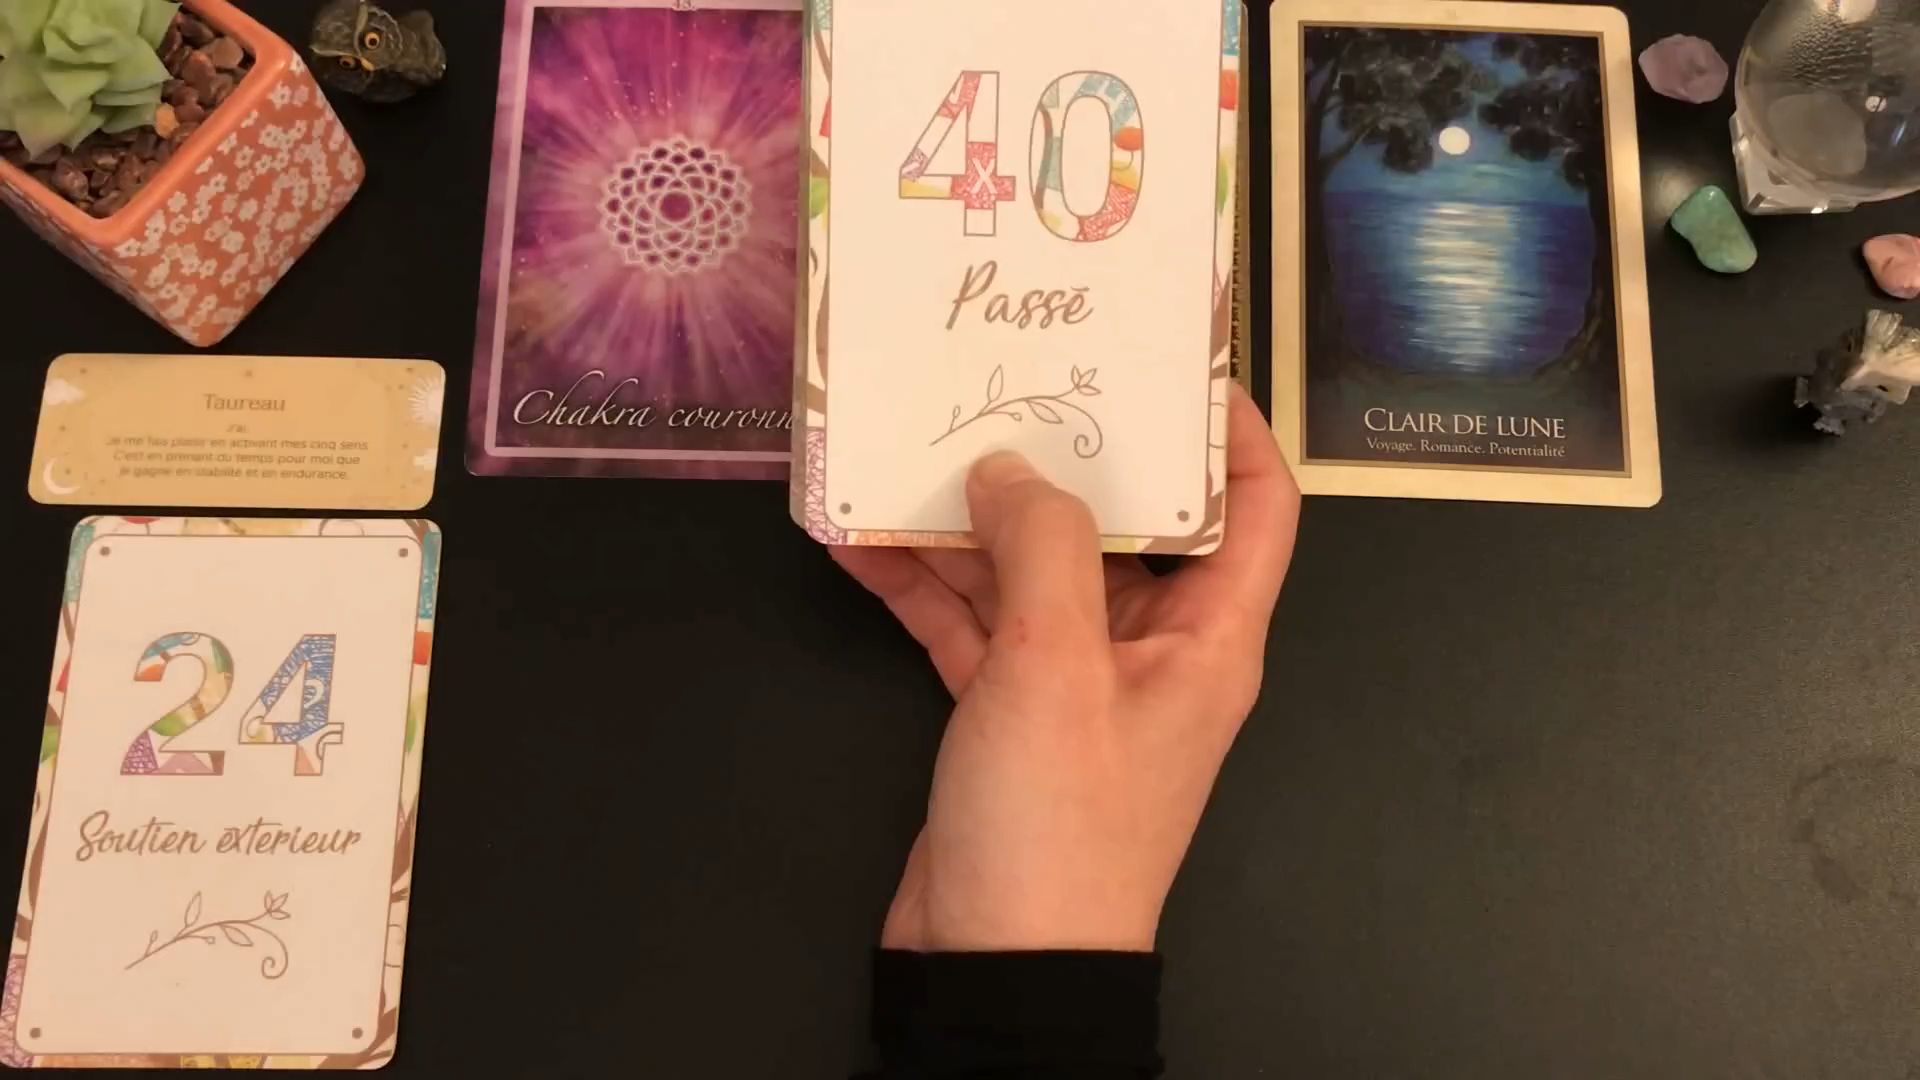 13.
Chakra couronn
40
Passé
CLAIR DE LUNE
Voyage. Romance. Potentialité
Taureau
J'ai.
Je me fais plaisir en activant mes cinq sens
C'est en prenant du temps pour moi que
je gagne en stabilité et en endurance.
24
Soutien éxterieur